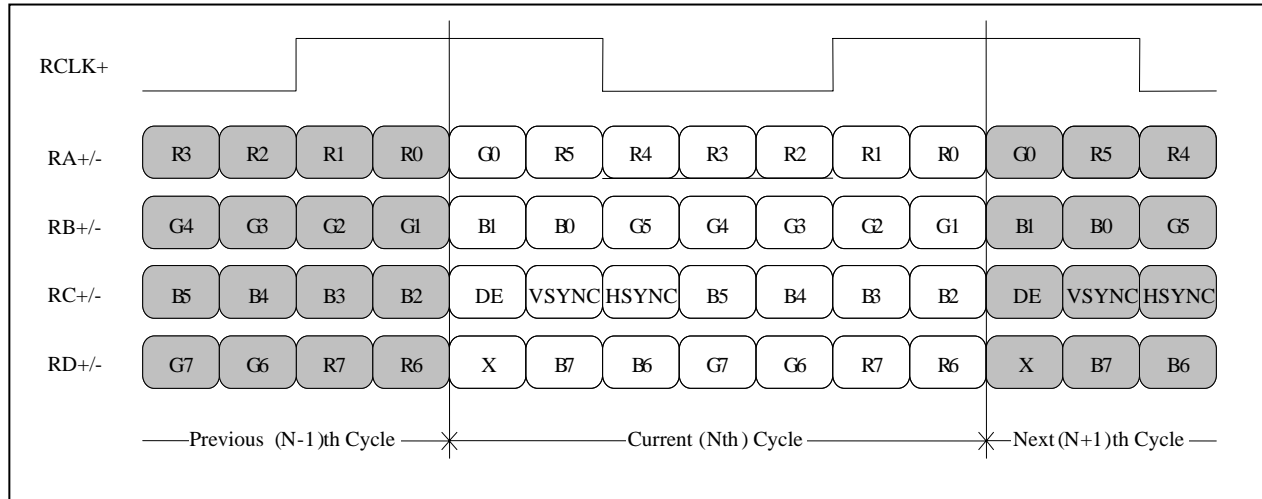 RCLK+
RA+/- R3 R2 R1 R0 G0 R5 R4 R3 R2 R1 R0 G0 R5 R4
RB+/- G4 G3 G2 G1 B1 B0 G5 G4 G3 G2 G1 B1 B0 G5
RC+/- B5 B4 B3 B2 DE VSYNC HSYNC B5 B4 B3 B2 DE VSYNC HSYNC
RD+/- G7 G6 R7 R6 X B7 B6 G7 G6 R7 R6 X B7 B6
Previous (N-1)th Cycle Current (Nth) Cycle Next (N+1)th Cycle